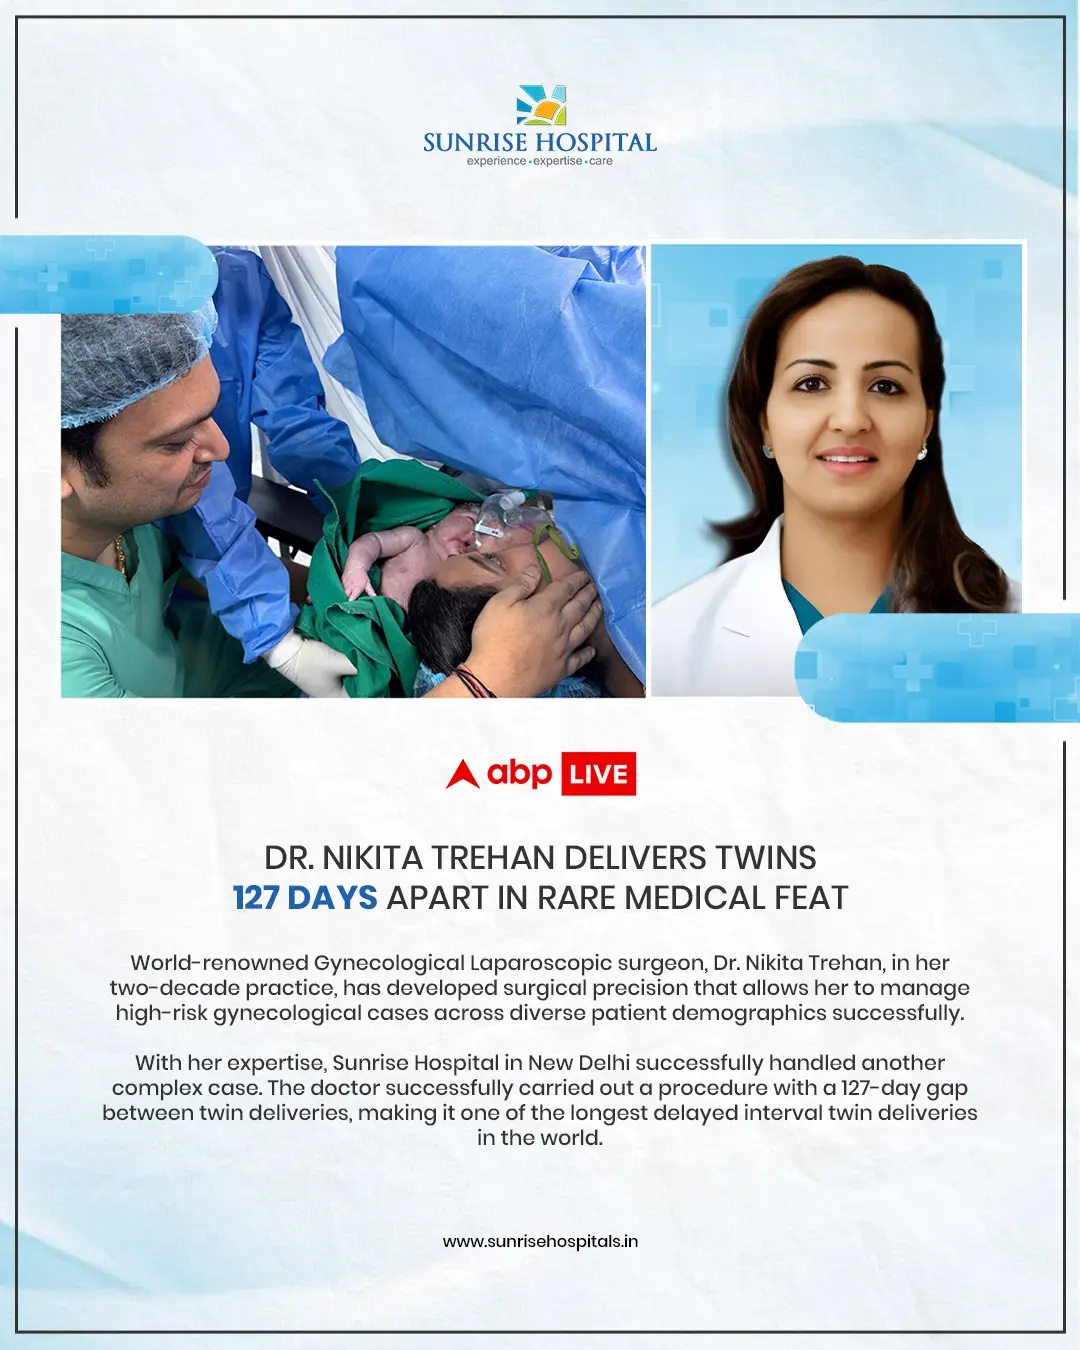 SUNRISE HOSPITAL
experience • expertise • care
abp LIVE
DR. NIKITA TREHAN DELIVERS TWINS
127 DAYS APART IN RARE MEDICAL FEAT
World-renowned Gynecological Laparoscopic surgeon, Dr. Nikita Trehan, in her
two-decade practice, has developed surgical precision that allows her to manage
high-risk gynecological cases across diverse patient demographics successfully.
With her expertise, Sunrise Hospital in New Delhi successfully handled another
complex case. The doctor successfully carried out a procedure with a 127-day gap
between twin deliveries, making it one of the longest delayed interval twin deliveries
in the world.
www.sunrisehospitals.in